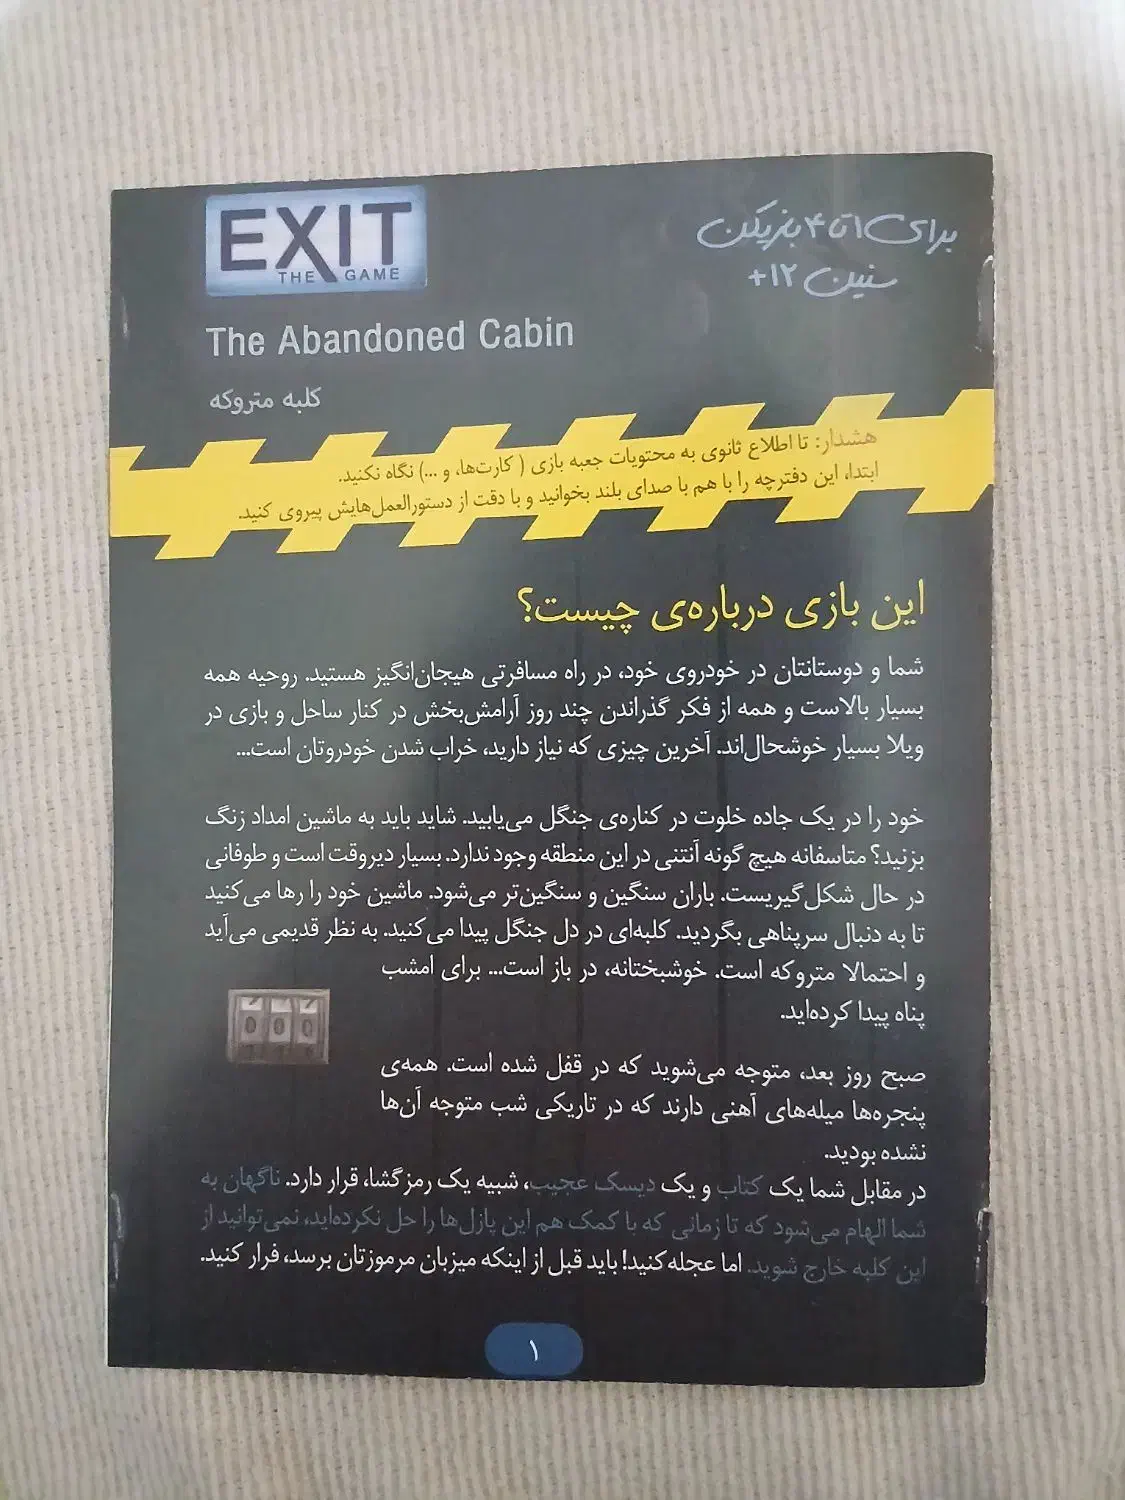 EXIT
THE GAME
برای ۱ تا ۴ بازیکن
سنین ۱۲+
The Abandoned Cabin
کلبه متروکه
هشدار: تا اطلاع ثانوی به محتویات جعبه بازی ( کارت‌ها، و ...) نگاه نکنید.
ابتدا، این دفترچه را با هم با صدای بلند بخوانید و با دقت از دستورالعمل‌هایش پیروی کنید.
این بازی درباره‌ی چیست؟
شما و دوستانتان در خودروی خود، در راه مسافرتی هیجان‌انگیز هستید. روحیه همه
بسیار بالاست و همه از فکر گذراندن چند روز آرامش‌بخش در کنار ساحل و بازی در
ویلا بسیار خوشحال‌اند. آخرین چیزی که نیاز دارید، خراب شدن خودروتان است...
خود را در یک جاده خلوت در کناره‌ی جنگل می‌یابید. شاید باید به ماشین امداد زنگ
بزنید؟ متاسفانه هیچ گونه آنتنی در این منطقه وجود ندارد. بسیار دیروقت است و طوفانی
در حال شکل‌گیریست. باران سنگین و سنگین‌تر می‌شود. ماشین خود را رها می‌کنید
تا به دنبال سرپناهی بگردید. کلبه‌ای در دل جنگل پیدا می‌کنید. به نظر قدیمی می‌آید
و احتمالا متروکه است. خوشبختانه، در باز است... برای امشب
پناه پیدا کرده‌اید.
صبح روز بعد، متوجه می‌شوید که در قفل شده است. همه‌ی
پنجره‌ها میله‌های آهنی دارند که در تاریکی شب متوجه آن‌ها
نشده بودید.
000
در مقابل شما یک کتاب و یک دیسک عجیب، شبیه یک رمزگشا، قرار دارد. ناگهان به
شما الهام می‌شود که تا زمانی که با کمک هم این پازل‌ها را حل نکرده‌اید، نمی‌توانید از
این کلبه خارج شوید. اما عجله کنید! باید قبل از اینکه میزبان مرموزتان برسد، فرار کنید.
۱